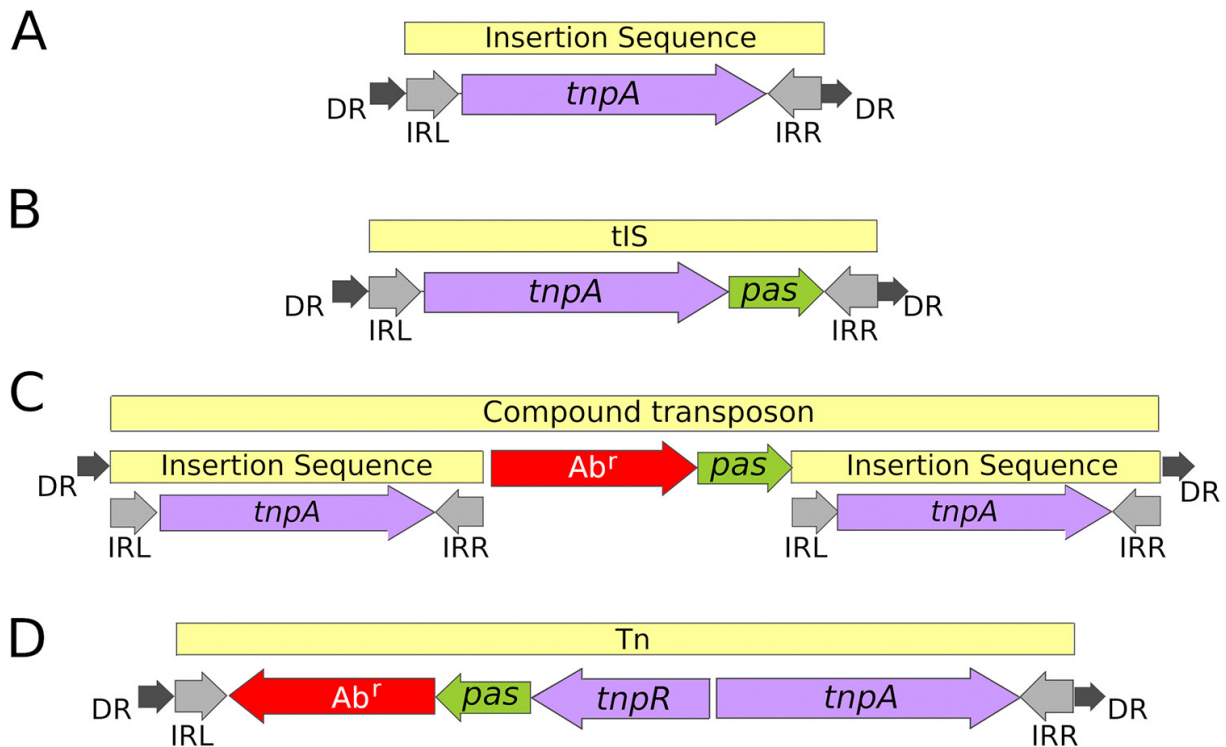 A
Insertion Sequence
DR IRL tnpA IRR DR
B
tIS
DR IRL tnpA pas IRR DR
C
Compound transposon
Insertion Sequence Abʳ pas Insertion Sequence
DR DR
IRL tnpA IRR IRL tnpA IRR
D
Tn
DR IRL Abʳ pas tnpR tnpA IRR DR